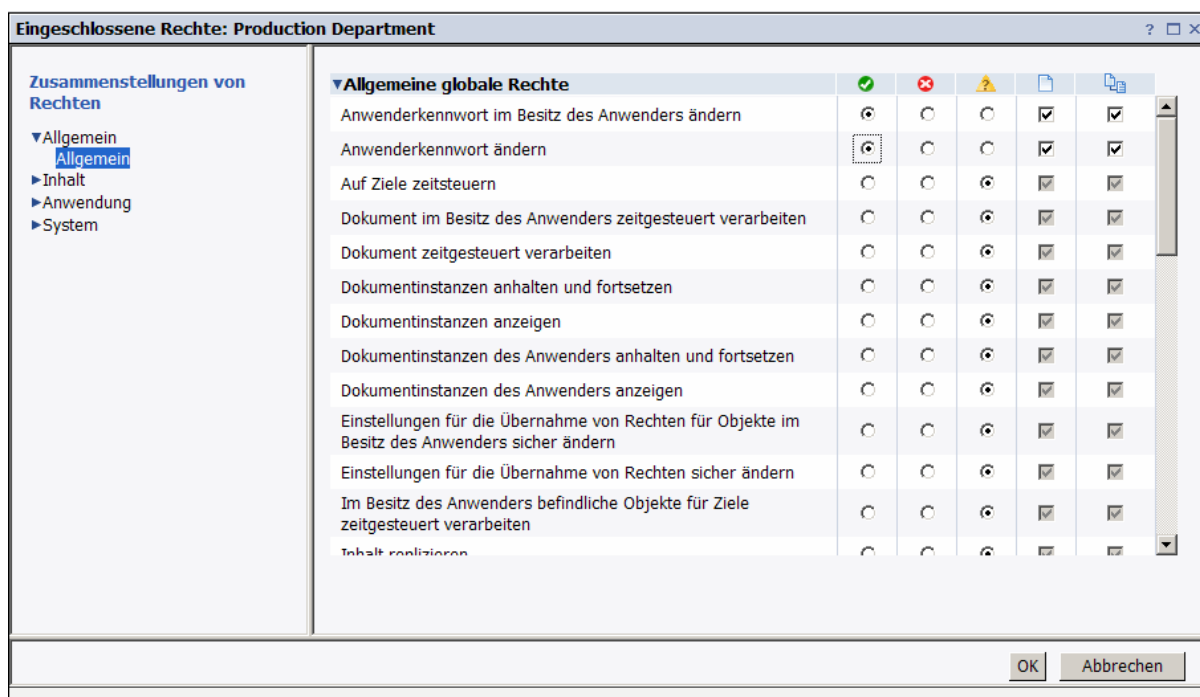 Eingeschlossene Rechte: Production Department
?
Zusammenstellungen von
Rechten
Allgemein
Allgemein
Inhalt
Anwendung
System
Allgemeine globale Rechte
Anwenderkennwort im Besitz des Anwenders ändern
Anwenderkennwort ändern
Auf Ziele zeitsteuern
Dokument im Besitz des Anwenders zeitgesteuert verarbeiten
Dokument zeitgesteuert verarbeiten
Dokumentinstanzen anhalten und fortsetzen
Dokumentinstanzen anzeigen
Dokumentinstanzen des Anwenders anhalten und fortsetzen
Dokumentinstanzen des Anwenders anzeigen
Einstellungen für die Übernahme von Rechten für Objekte im
Besitz des Anwenders sicher ändern
Einstellungen für die Übernahme von Rechten sicher ändern
Im Besitz des Anwenders befindliche Objekte für Ziele
zeitgesteuert verarbeiten
Inhalt replizieren
OK
Abbrechen